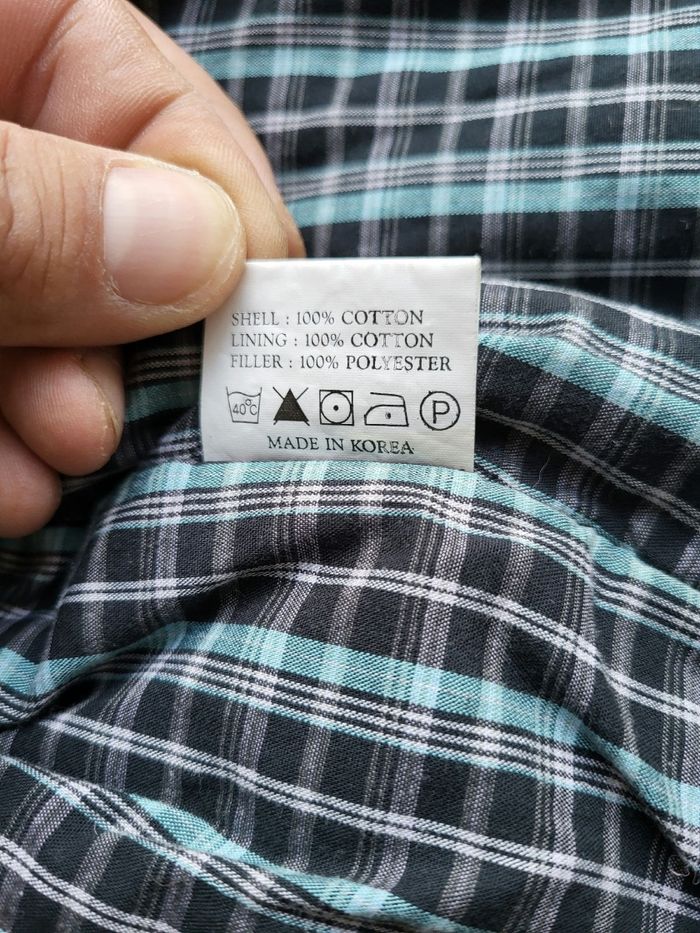 SHELL : 100% COTTON
LINING : 100% COTTON
FILLER : 100% POLYESTER
40°C P
MADE IN KOREA